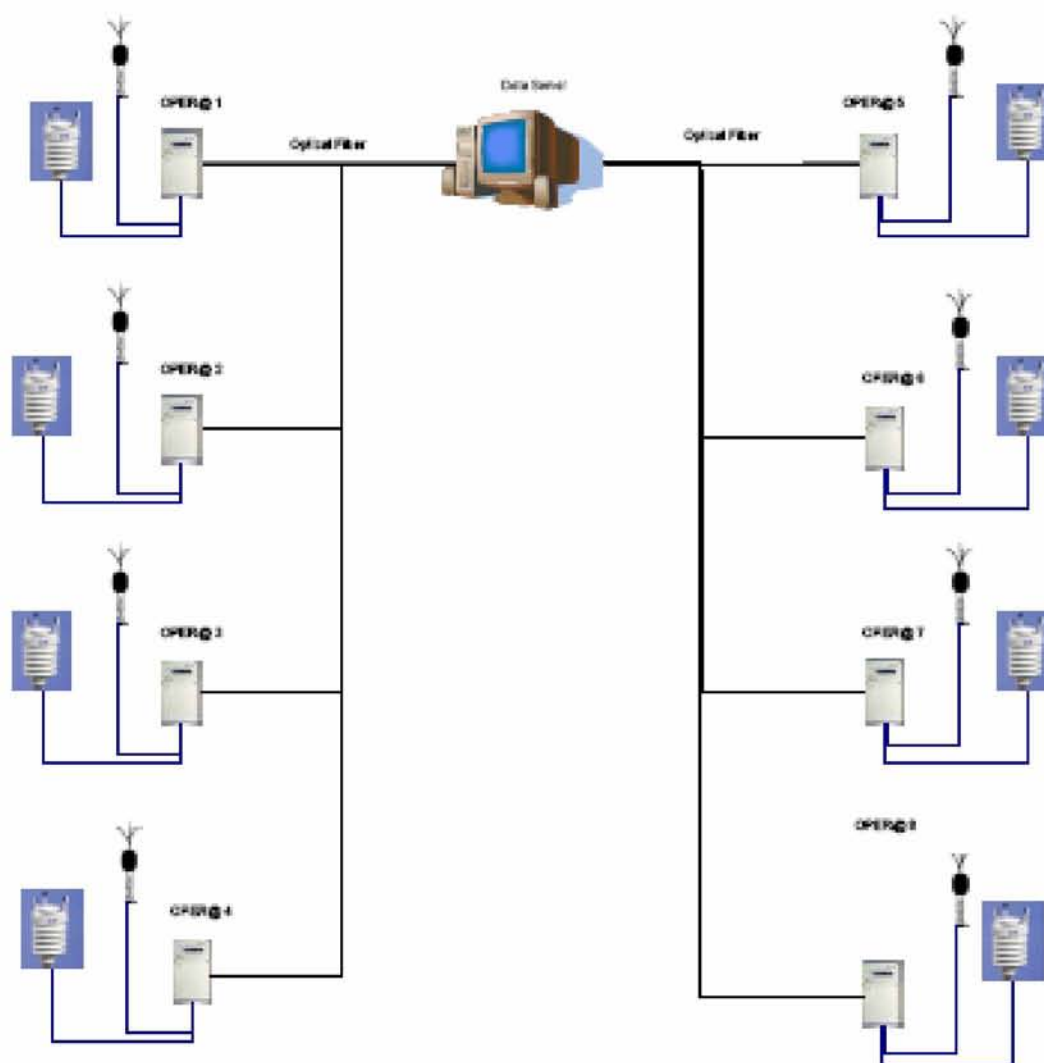 OPER@ 1
Optical Fiber
Data Server
Optical Fiber
OPER@ 5
OPER@ 2
OPER@ 6
OPER@ 3
OPER@ 7
OPER@ 4
OPER@ 8